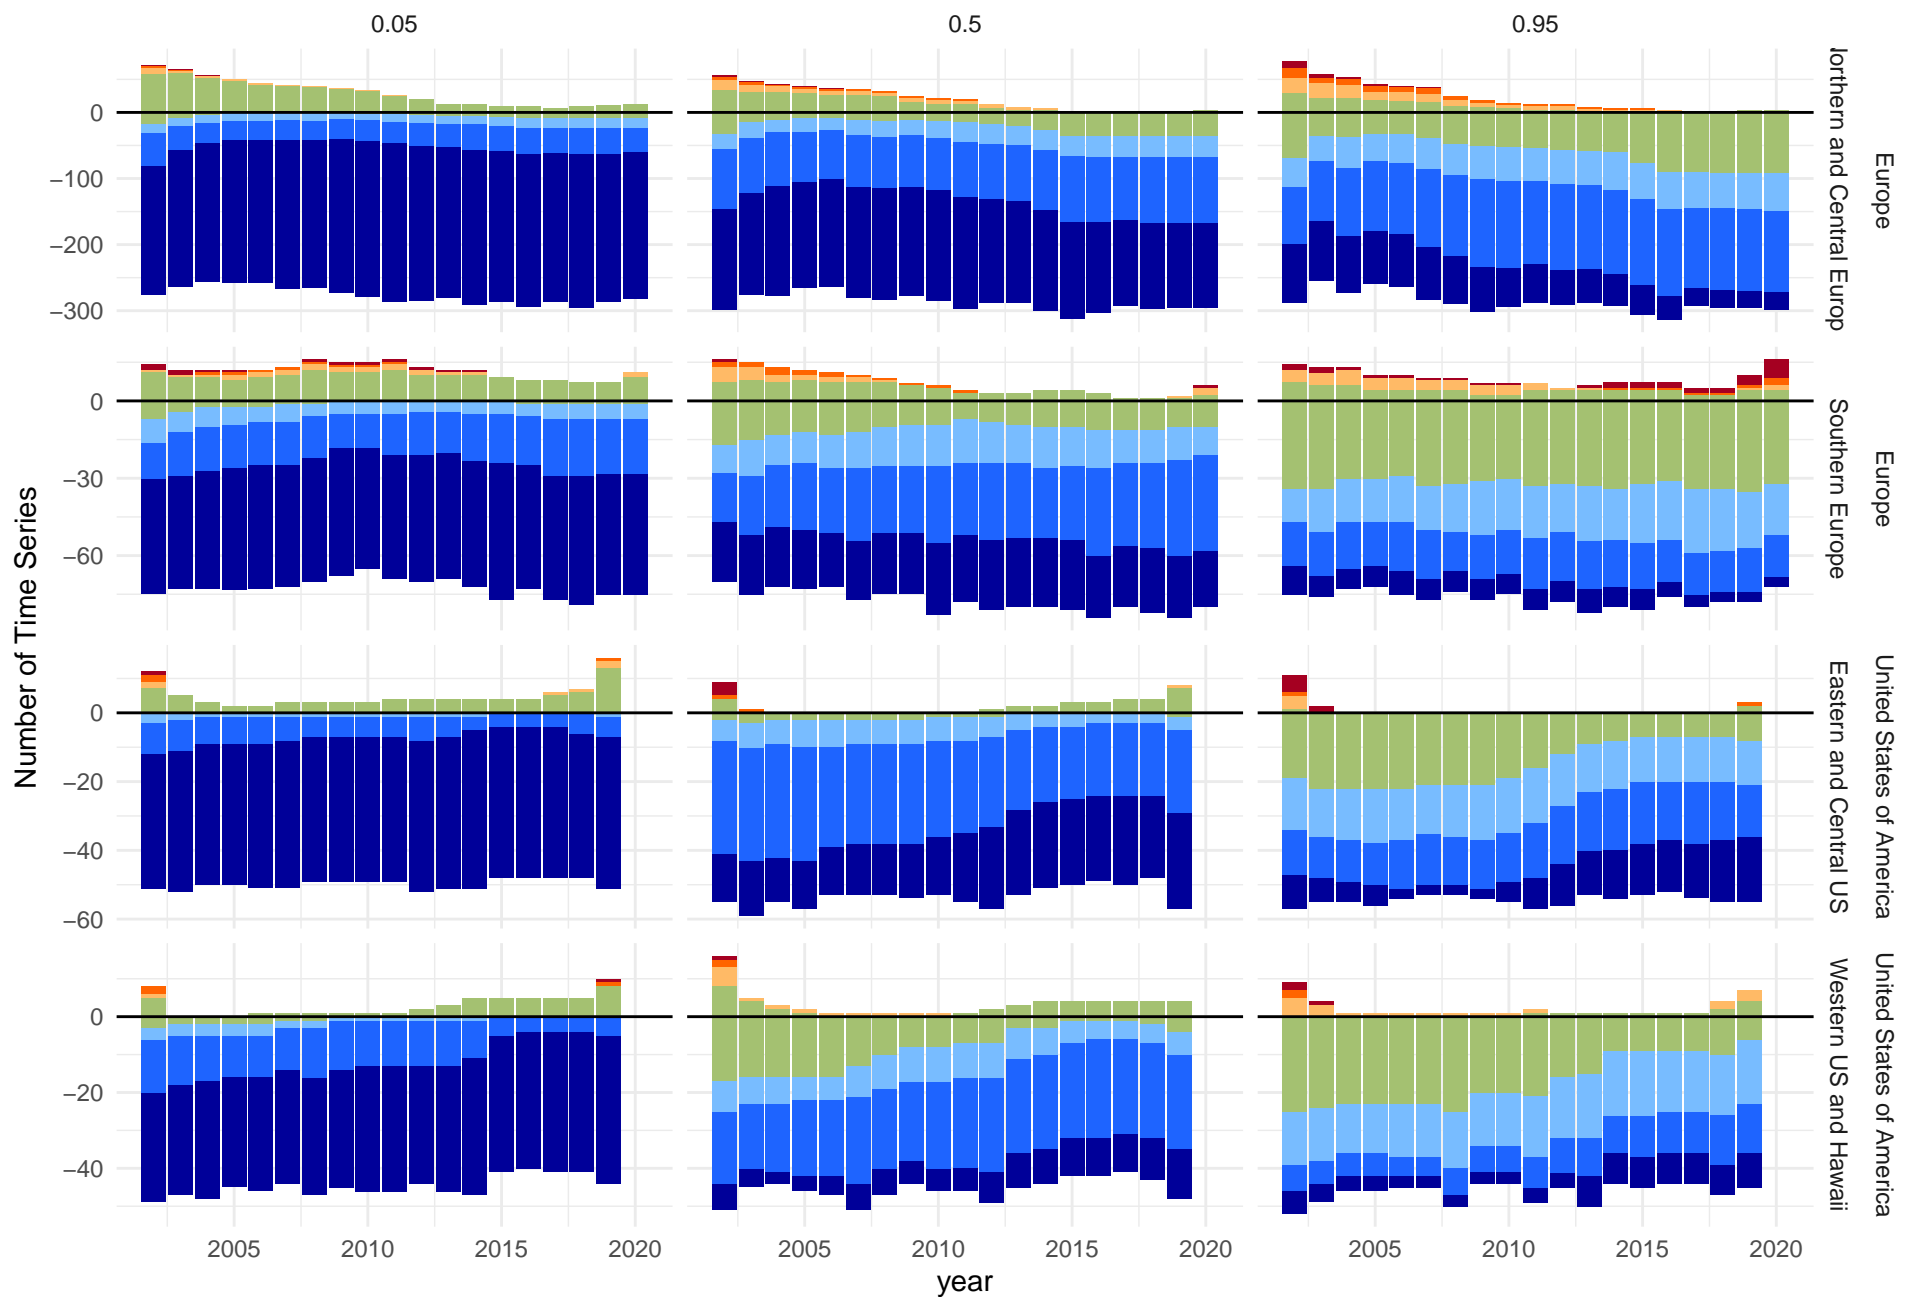 0.05 0.5 0.95
0
−100
−200
−300
Northern and Central Europ
Europe
0
−30
−60
Southern Europe
Europe
0
−20
−40
−60
Eastern and Central US
United States of America
0
−20
−40
Western US and Hawaii
United States of America
Number of Time Series
2005 2010 2015 2020 2005 2010 2015 2020 2005 2010 2015 2020
year